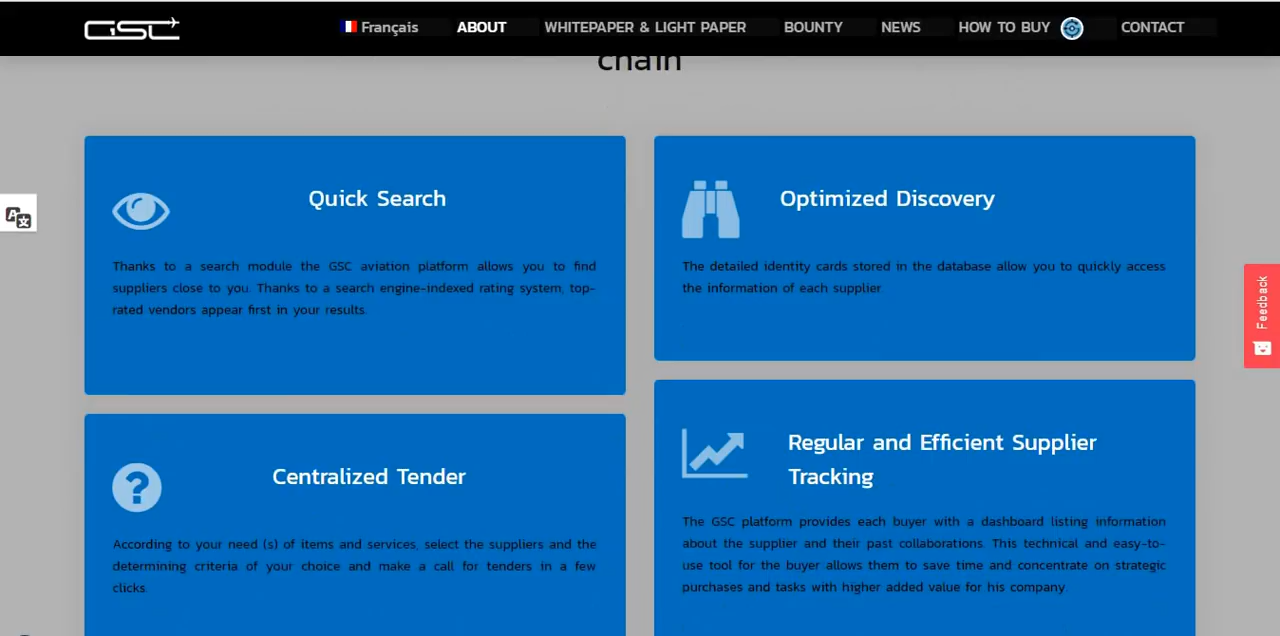 GSC
Français
ABOUT
WHITEPAPER & LIGHT PAPER
BOUNTY
NEWS
HOW TO BUY
CONTACT
chain
Quick Search
Thanks to a search module the GSC aviation platform allows you to find
suppliers close to you. Thanks to a search engine-indexed rating system, top-
rated vendors appear first in your results.
Optimized Discovery
The detailed identity cards stored in the database allow you to quickly access
the information of each supplier
Centralized Tender
According to your need (s) of items and services, select the suppliers and the
determining criteria of your choice and make a call for tenders in a few
clicks.
Regular and Efficient Supplier
Tracking
The GSC platform provides each buyer with a dashboard listing information
about the supplier and their past collaborations. This technical and easy-to-
use tool for the buyer allows them to save time and concentrate on strategic
purchases and tasks with higher added value for his company.
Feedback